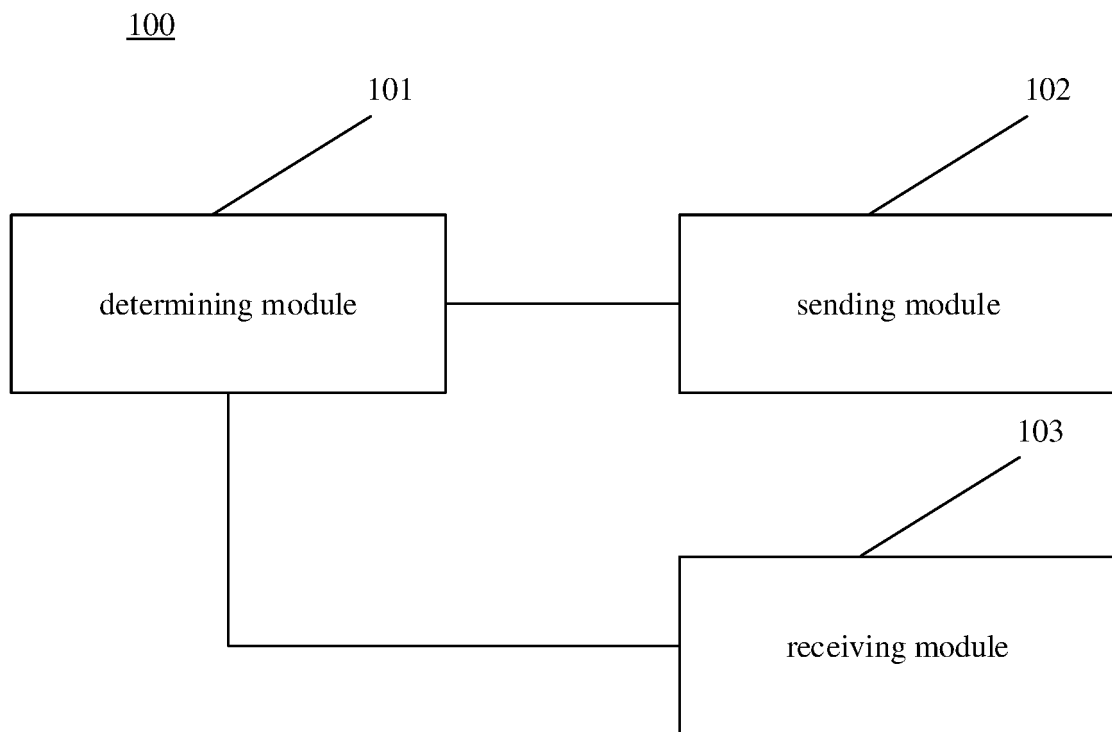 100
101
102
determining module
sending module
103
receiving module